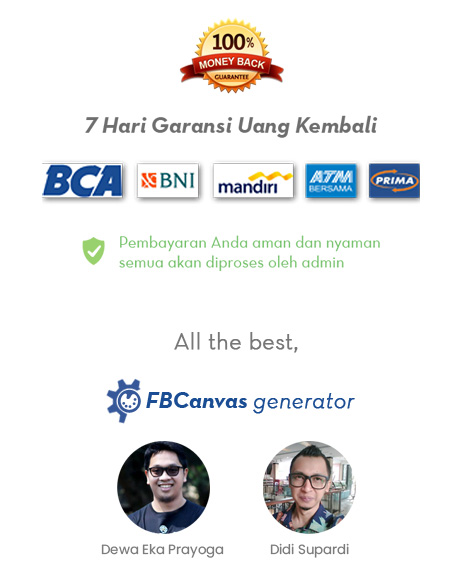 100%
MONEY BACK
GUARANTEE
7 Hari Garansi Uang Kembali
BCA BNI mandiri ATM BERSAMA PRIMA
Pembayaran Anda aman dan nyaman
semua akan diproses oleh admin
All the best,
FBCanvas generator
Dewa Eka Prayoga Didi Supardi